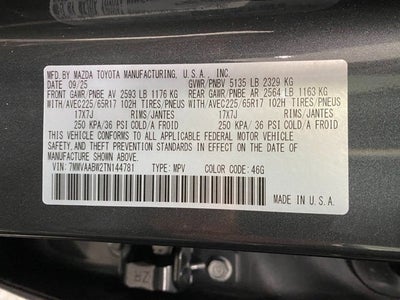 MFD. BY MAZDA TOYOTA MANUFACTURING, U.S.A., INC.
DATE 09/25 GVWR/PNBV 5135 LB 2329 KG
FRONT GAWR/PNBE AV 2593 LB 1176 KG REAR GAWR/PNBE AR 2564 LB 1163 KG
WITH/AVEC225/65R17 102H TIRES/PNEUS WITH/AVEC225/65R17 102H TIRES/PNEUS
17X7J RIMS/JANTES 17X7J RIMS/JANTES
250 KPA/36 PSI COLD/A FROID 250 KPA/36 PSI COLD/A FROID
THIS VEHICLE CONFORMS TO ALL APPLICABLE FEDERAL MOTOR VEHICLE
SAFETY, BUMPER, AND THEFT PREVENTION STANDARDS IN EFFECT ON THE
DATE OF MANUFACTURE SHOWN ABOVE.
VIN: 7MMVAABW2TN144781 TYPE: MPV COLOR CODE: 46G
MADE IN U.S.A.